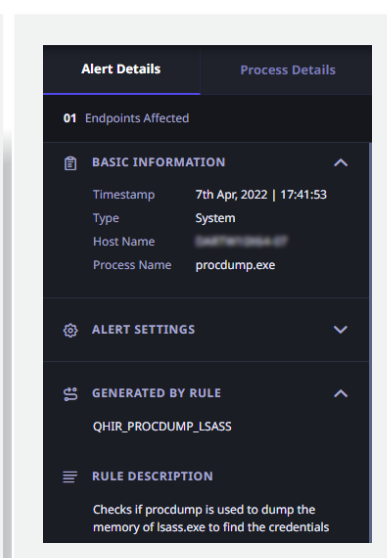 Alert Details
Process Details
01 Endpoints Affected
BASIC INFORMATION
Timestamp 7th Apr, 2022 | 17:41:53
Type System
Host Name
Process Name procdump.exe
ALERT SETTINGS
GENERATED BY RULE
QHIR_PROCDUMP_LSASS
RULE DESCRIPTION
Checks if procdump is used to dump the
memory of lsass.exe to find the credentials